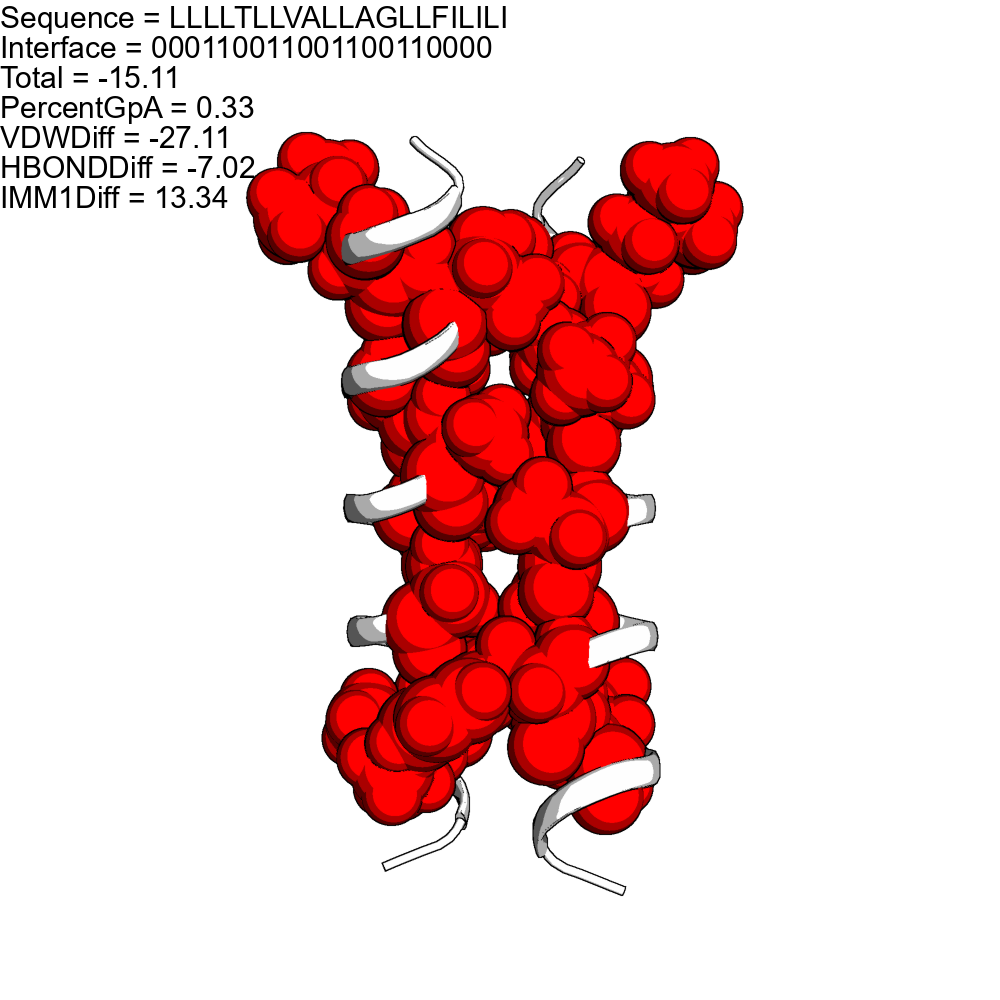 Sequence = LLLLTLLVALLAGLLFILILI
Interface = 000110011001100110000
Total = -15.11
PercentGpA = 0.33
VDWDiff = -27.11
HBONDDiff = -7.02
IMM1Diff = 13.34